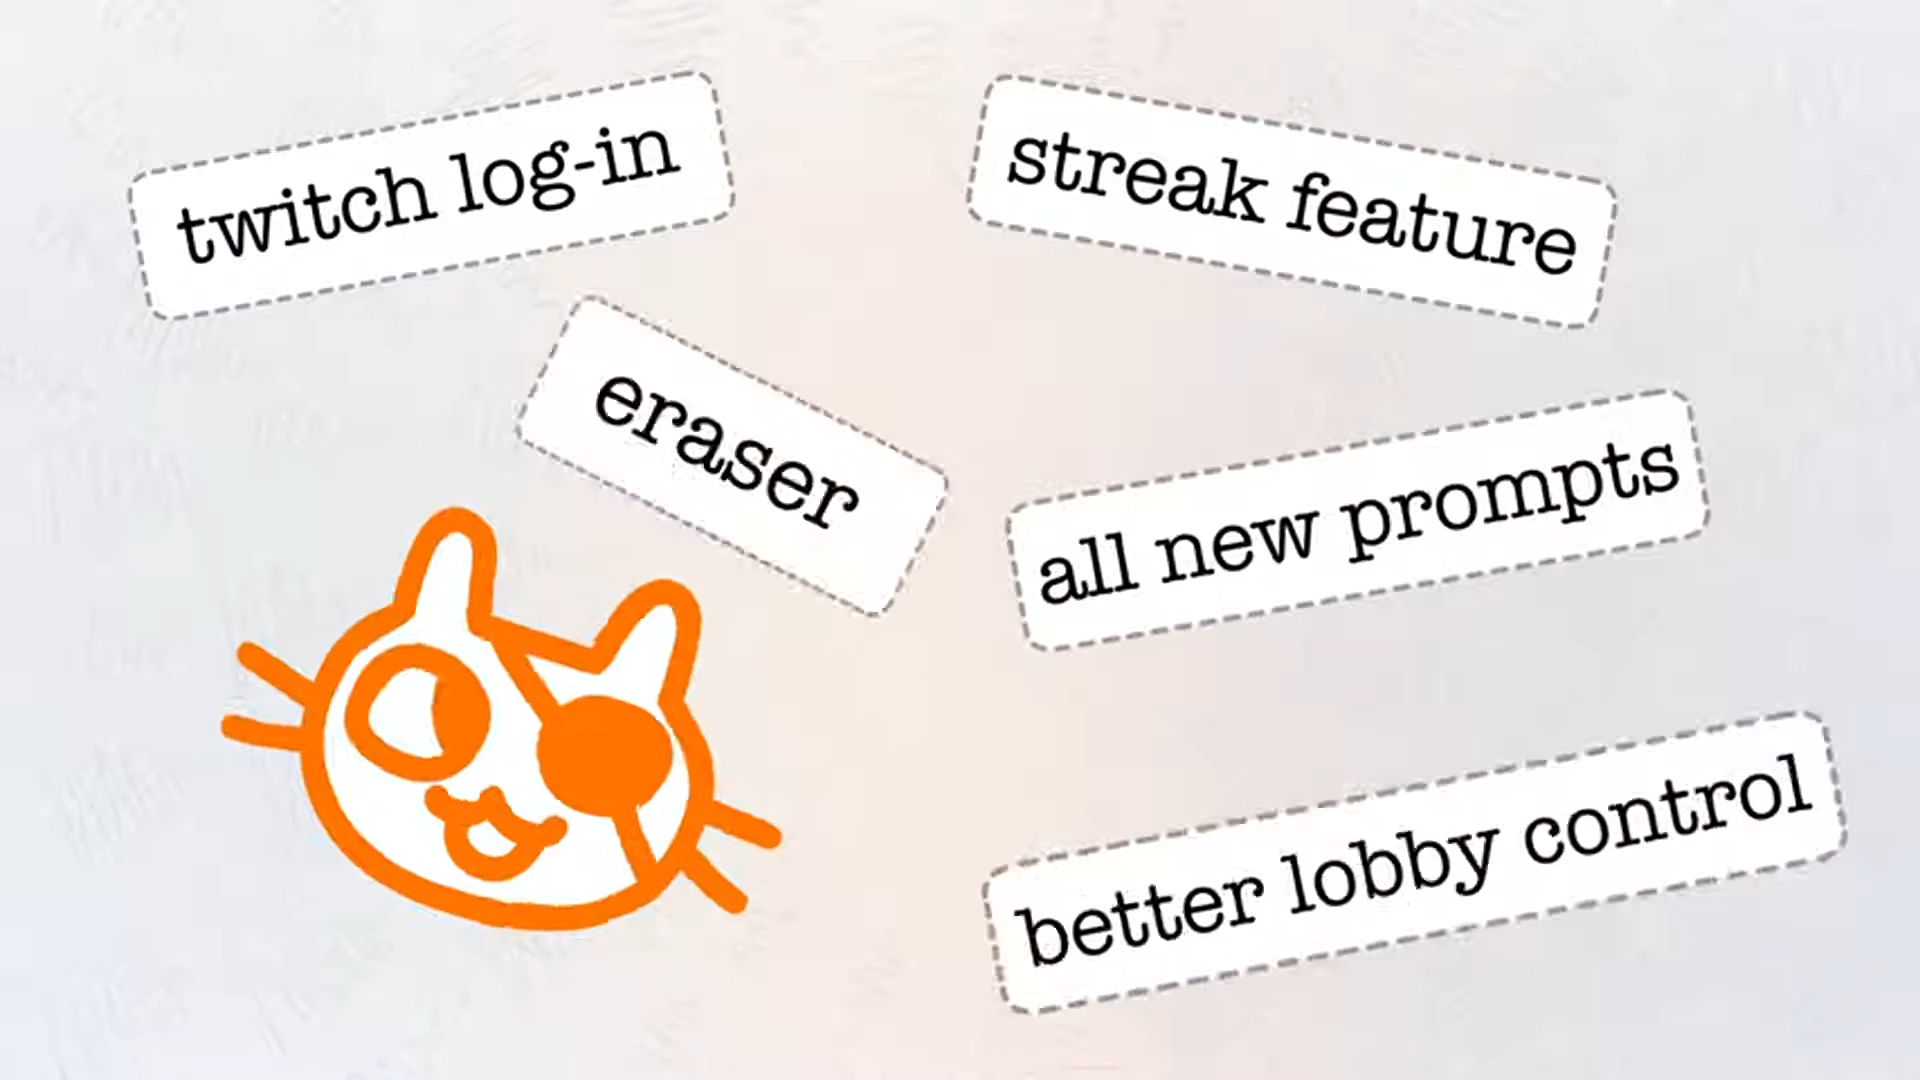 twitch log-in
streak feature
eraser
all new prompts
better lobby control